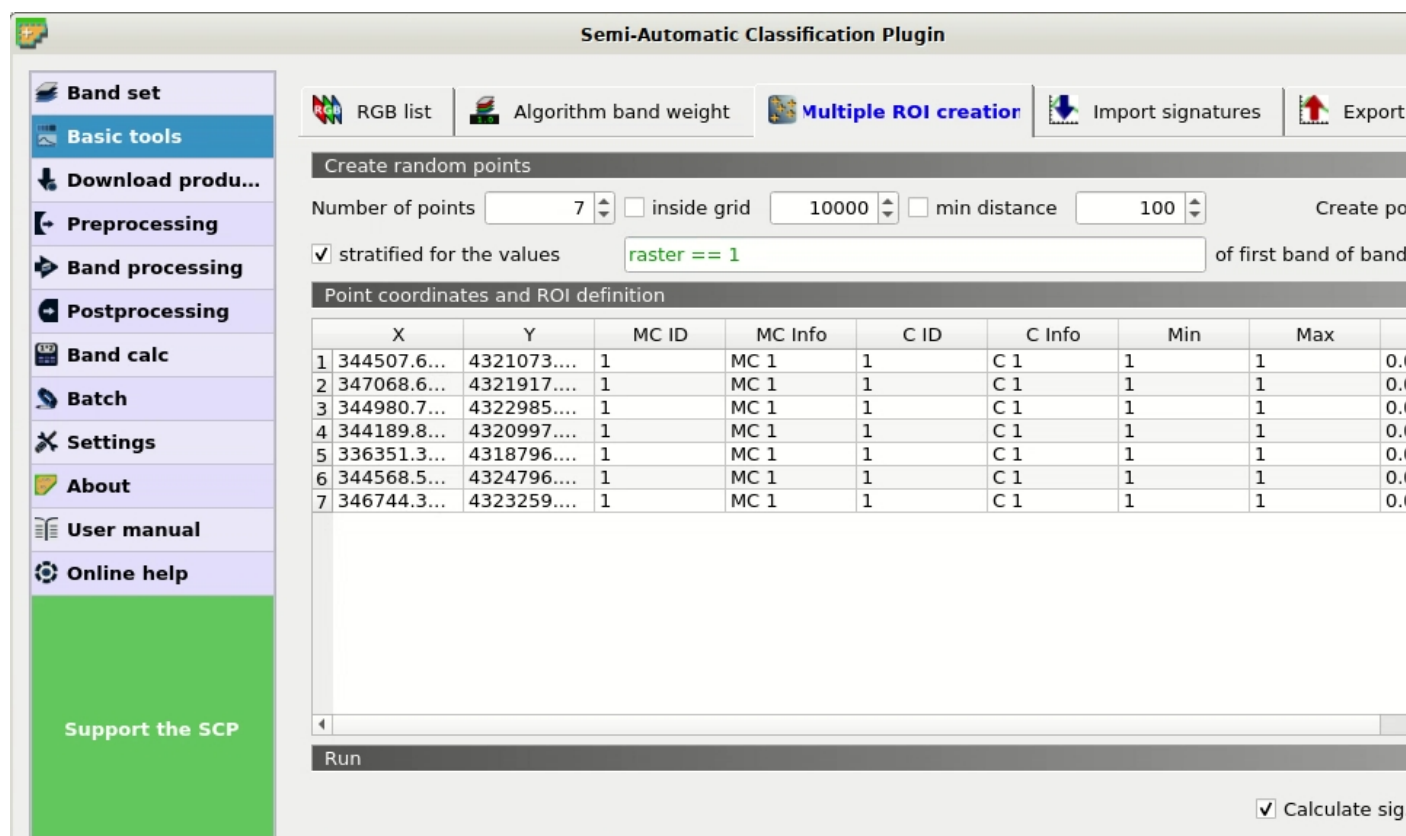 Semi-Automatic Classification Plugin
Band set
Basic tools
Download produ...
Preprocessing
Band processing
Postprocessing
Band calc
Batch
Settings
About
User manual
Online help
Support the SCP
RGB list Algorithm band weight Multiple ROI creation Import signatures Export
Create random points
Number of points 7 inside grid 10000 min distance 100 Create po
stratified for the values raster == 1 of first band of band
Point coordinates and ROI definition
X Y MC ID MC Info C ID C Info Min Max
1 344507.6... 4321073.... 1 MC 1 1 C 1 1 1 0.
2 347068.6... 4321917.... 1 MC 1 1 C 1 1 1 0.
3 344980.7... 4322985.... 1 MC 1 1 C 1 1 1 0.
4 344189.8... 4320997.... 1 MC 1 1 C 1 1 1 0.
5 336351.3... 4318796.... 1 MC 1 1 C 1 1 1 0.
6 344568.5... 4324796.... 1 MC 1 1 C 1 1 1 0.
7 346744.3... 4323259.... 1 MC 1 1 C 1 1 1 0.
Run
Calculate sig